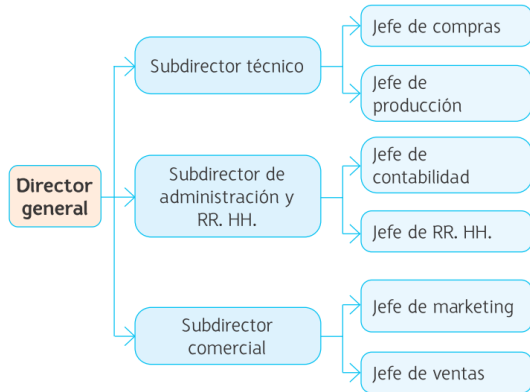 Director
general
Subdirector técnico
Jefe de compras
Jefe de
producción
Subdirector de
administración y
RR. HH.
Jefe de
contabilidad
Jefe de RR. HH.
Subdirector
comercial
Jefe de marketing
Jefe de ventas